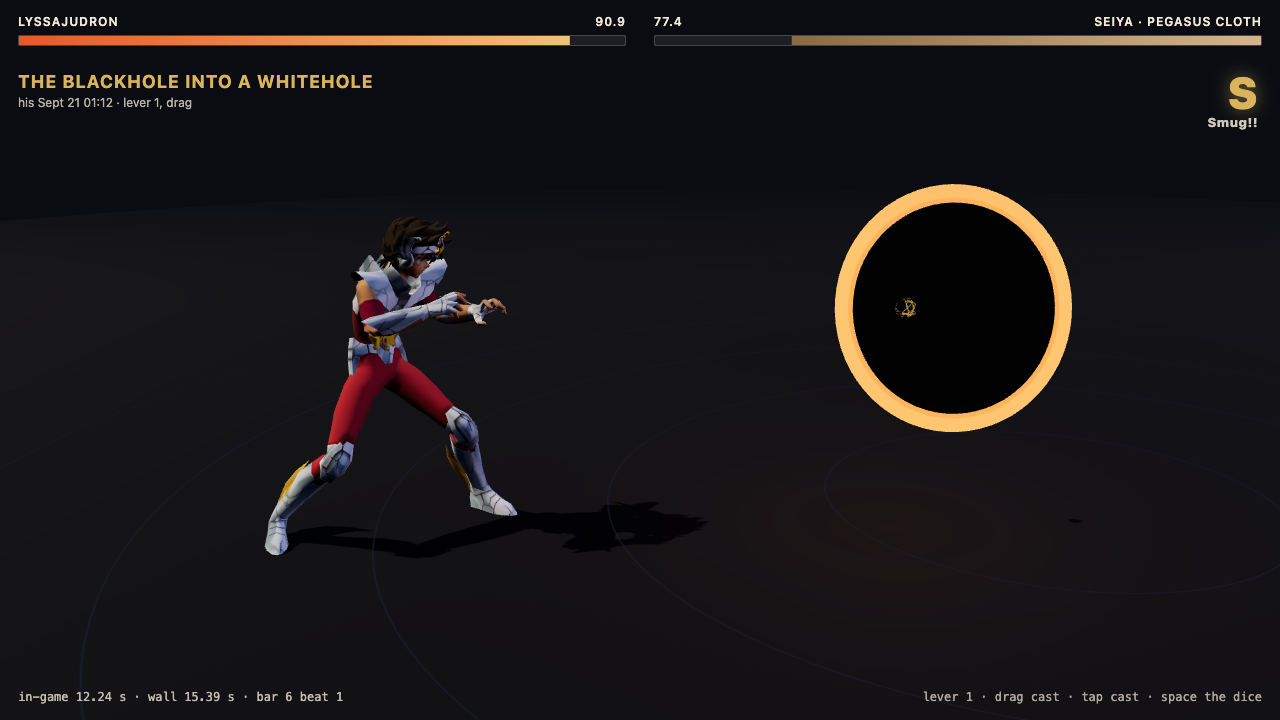 LYSSAJUDRON 90.9 77.4 SEIYA · PEGASUS CLOTH
THE BLACKHOLE INTO A WHITEHOLE
his Sept 21 01:12 · lever 1, drag
S
Smug!!
in-game 12.24 s · wall 15.39 s · bar 6 beat 1
lever 1 · drag cast · tap cast · space the dice